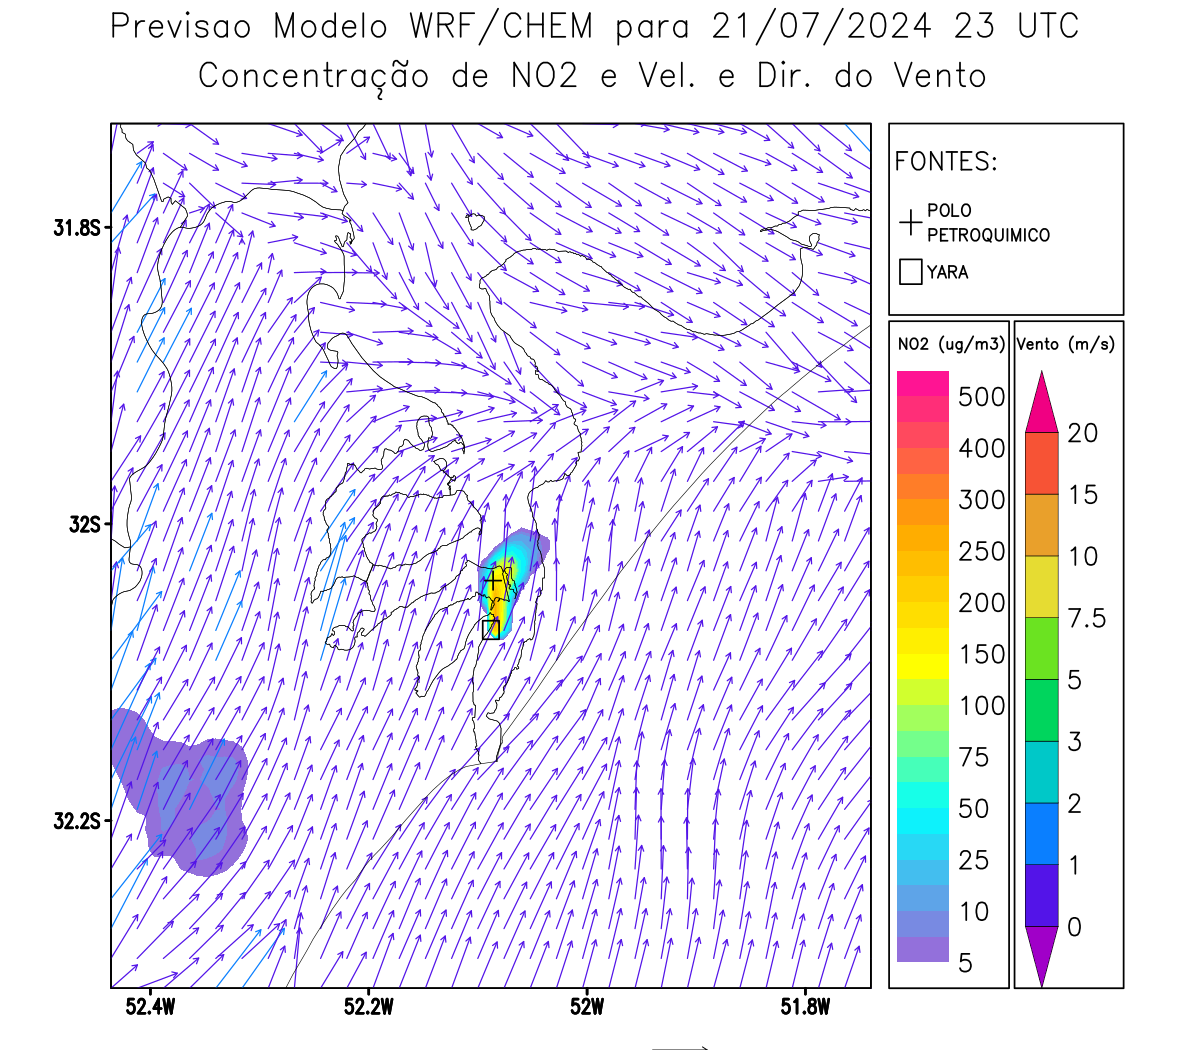 Previsao Modelo WRF/CHEM para 21/07/2024 23 UTC
Concentração de NO2 e Vel. e Dir. do Vento
FONTES:
POLO
PETROQUIMICO
YARA
NO2 (ug/m3)
500
400
300
250
200
150
100
75
50
25
10
5
Vento (m/s)
20
15
10
7.5
5
3
2
1
0
31.8S
32S
32.2S
52.4W
52.2W
52W
51.8W